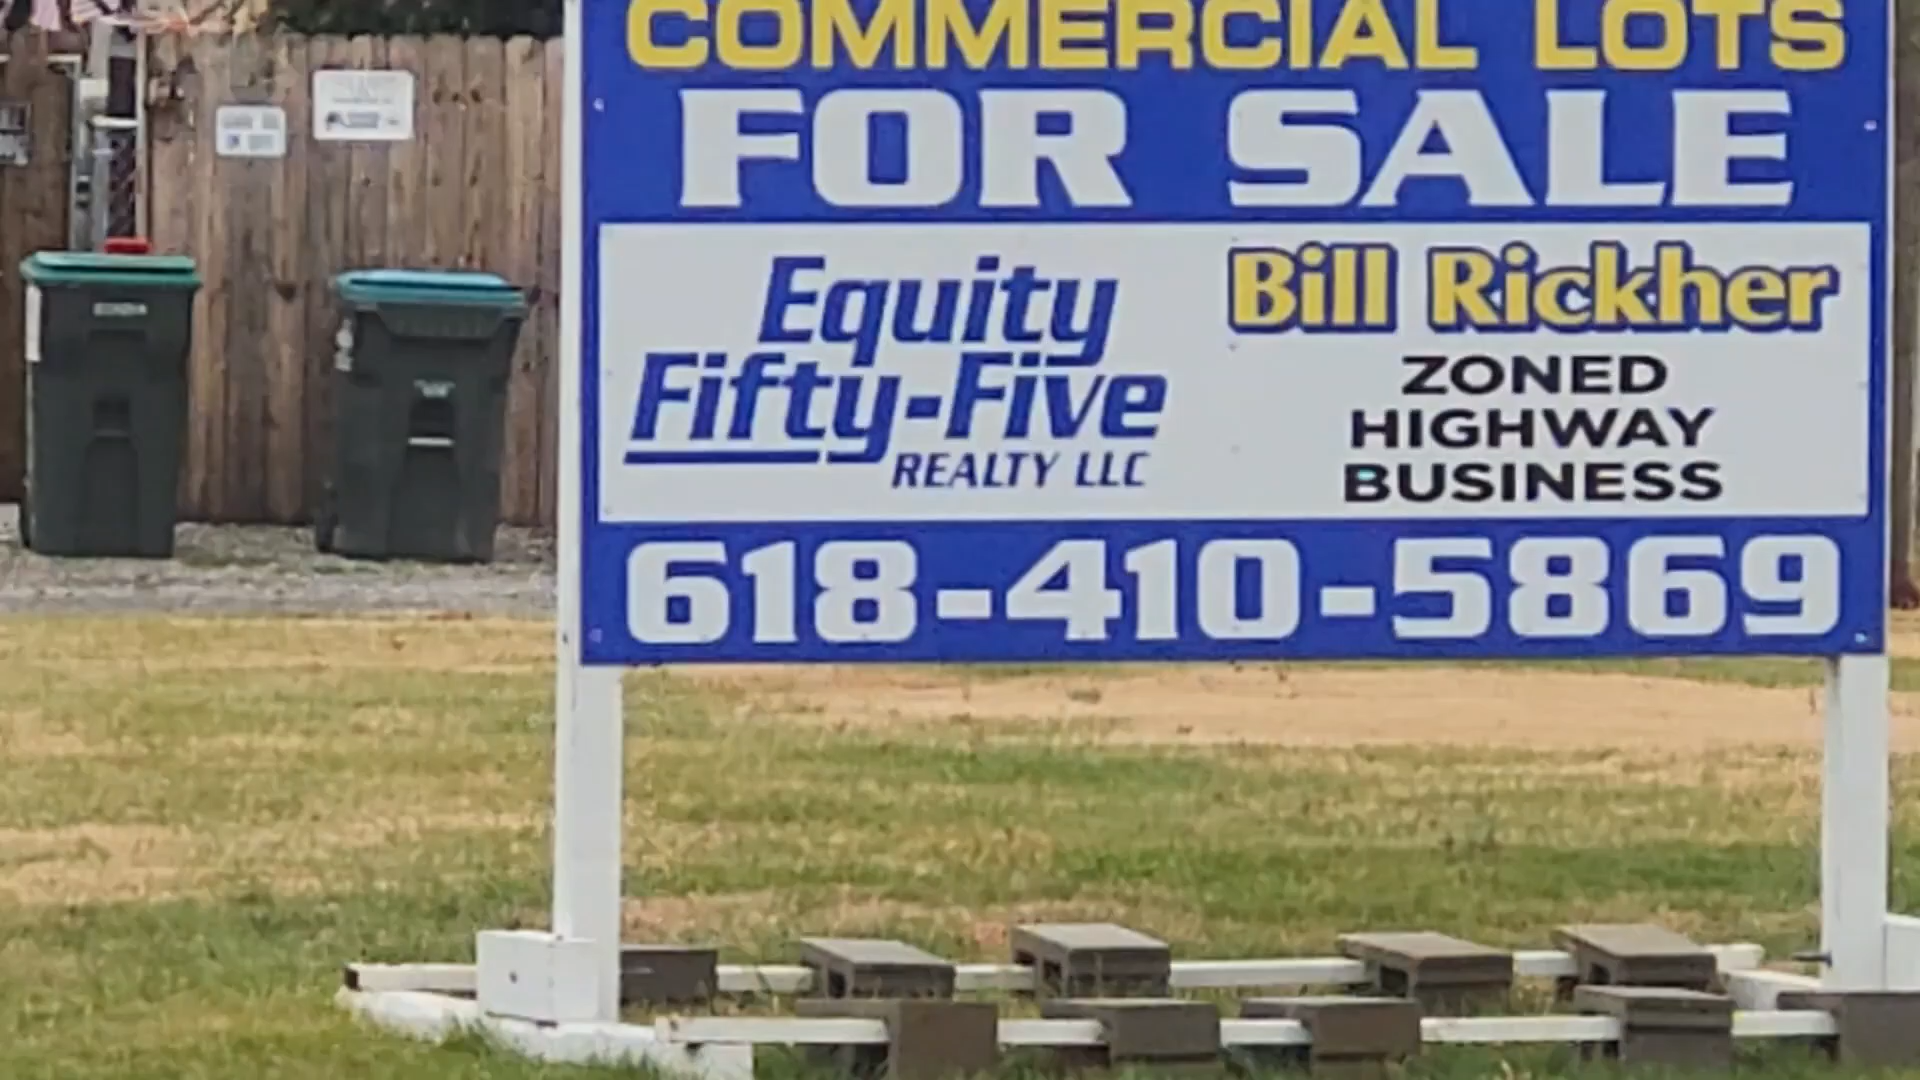 COMMERCIAL LOTS
FOR SALE
Equity
Fifty-Five
REALTY LLC
Bill Rickher
ZONED
HIGHWAY
BUSINESS
618-410-5869